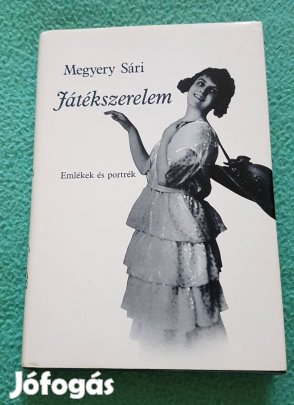 Megyery Sári
Játékszerelem
Emlékek és portrék
Jófogás